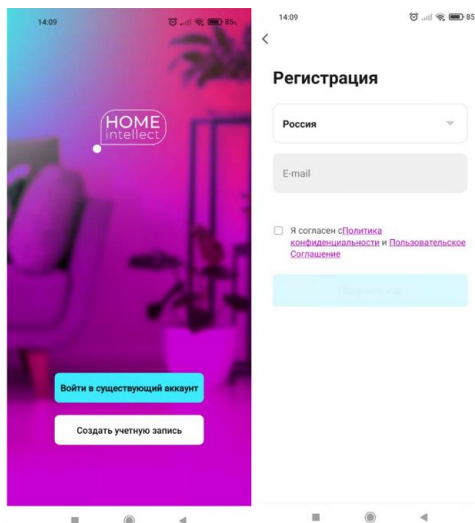 14:09
85%
HOME
intellect
Войти в существующий аккаунт
Создать учетную запись
14:09
85
Регистрация
Россия
E-mail
Я согласен сПолитика
конфиденциальности и Пользовательское
Соглашение